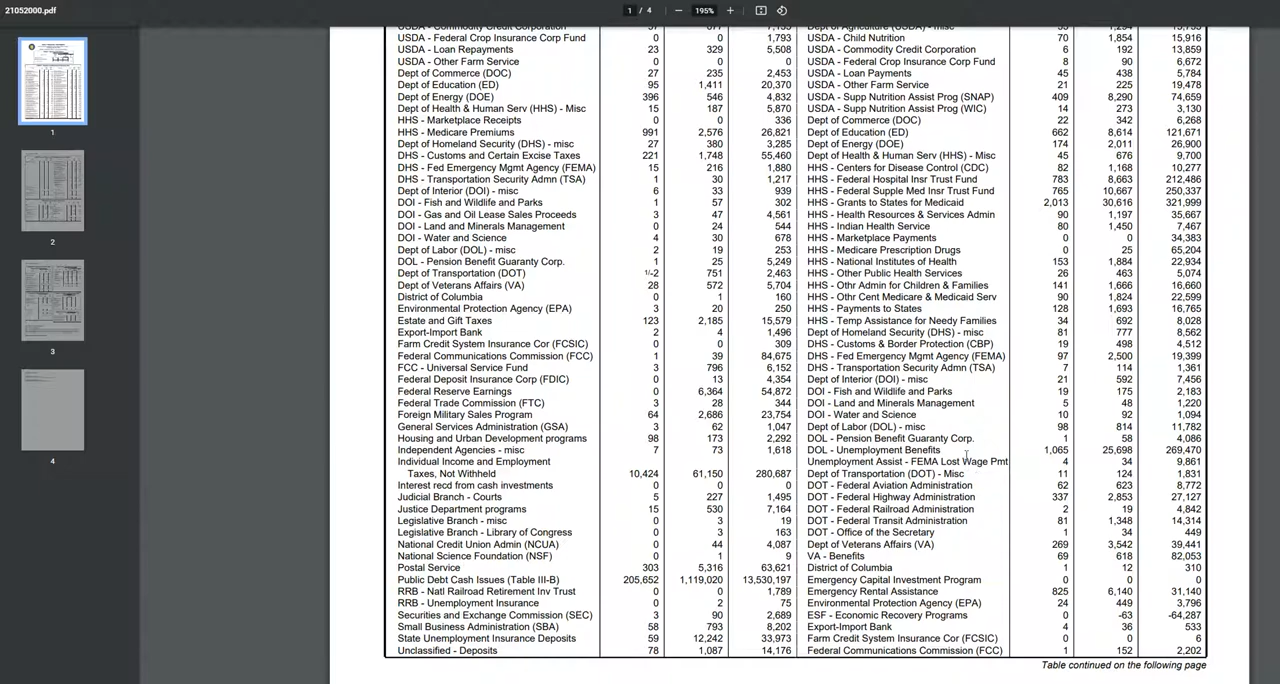 21052000.pdf
1 / 4
195%
1
2
3
4
USDA - Federal Crop Insurance Corp Fund 0 0 1,793
USDA - Loan Repayments 23 329 5,508
USDA - Other Farm Service 0 0 0
Dept of Commerce (DOC) 27 235 2,453
Dept of Education (ED) 95 1,411 20,370
Dept of Energy (DOE) 396 546 4,832
Dept of Health & Human Serv (HHS) - Misc 15 187 5,870
HHS - Marketplace Receipts 0 0 336
HHS - Medicare Premiums 991 2,576 26,821
Dept of Homeland Security (DHS) - misc 27 380 3,285
DHS - Customs and Certain Excise Taxes 221 1,748 55,460
DHS - Fed Emergency Mgmt Agency (FEMA) 15 216 1,880
DHS - Transportation Security Admn (TSA) 1 30 1,217
Dept of Interior (DOI) - misc 6 33 939
DOI - Fish and Wildlife and Parks 1 57 302
DOI - Gas and Oil Lease Sales Proceeds 3 47 4,561
DOI - Land and Minerals Management 0 24 544
DOI - Water and Science 4 30 678
Dept of Labor (DOL) - misc 2 19 253
DOL - Pension Benefit Guaranty Corp. 1 25 5,249
Dept of Transportation (DOT) ¹/-2 751 2,463
Dept of Veterans Affairs (VA) 28 572 5,704
District of Columbia 0 1 160
Environmental Protection Agency (EPA) 3 20 250
Estate and Gift Taxes 123 2,185 15,579
Export-Import Bank 2 4 1,496
Farm Credit System Insurance Cor (FCSIC) 0 0 309
Federal Communications Commission (FCC) 1 39 84,675
FCC - Universal Service Fund 3 796 6,152
Federal Deposit Insurance Corp (FDIC) 0 13 4,354
Federal Reserve Earnings 0 6,364 54,872
Federal Trade Commission (FTC) 3 28 344
Foreign Military Sales Program 64 2,686 23,754
General Services Administration (GSA) 3 62 1,047
Housing and Urban Development programs 98 173 2,292
Independent Agencies - misc 7 73 1,618
Individual Income and Employment
Taxes, Not Withheld 10,424 61,150 280,687
Interest recd from cash investments 0 0 0
Judicial Branch - Courts 5 227 1,495
Justice Department programs 15 530 7,164
Legislative Branch - misc 0 3 19
Legislative Branch - Library of Congress 0 3 163
National Credit Union Admin (NCUA) 0 44 4,087
National Science Foundation (NSF) 0 1 9
Postal Service 303 5,316 63,621
Public Debt Cash Issues (Table III-B) 205,652 1,119,020 13,530,197
RRB - Natl Railroad Retirement Inv Trust 0 0 1,789
RRB - Unemployment Insurance 0 2 75
Securities and Exchange Commission (SEC) 3 90 2,689
Small Business Administration (SBA) 58 793 8,202
State Unemployment Insurance Deposits 59 12,242 33,973
Unclassified - Deposits 78 1,087 14,176
USDA - Child Nutrition 70 1,854 15,916
USDA - Commodity Credit Corporation 6 192 13,859
USDA - Federal Crop Insurance Corp Fund 8 90 6,672
USDA - Loan Payments 45 438 5,784
USDA - Other Farm Service 21 225 19,478
USDA - Supp Nutrition Assist Prog (SNAP) 409 8,290 74,659
USDA - Supp Nutrition Assist Prog (WIC) 14 273 3,130
Dept of Commerce (DOC) 22 342 6,268
Dept of Education (ED) 662 8,614 121,671
Dept of Energy (DOE) 174 2,011 26,900
Dept of Health & Human Serv (HHS) - Misc 45 676 9,700
HHS - Centers for Disease Control (CDC) 82 1,168 10,277
HHS - Federal Hospital Insr Trust Fund 783 8,663 212,486
HHS - Federal Supple Med Insr Trust Fund 765 10,667 250,337
HHS - Grants to States for Medicaid 2,013 30,616 321,999
HHS - Health Resources & Services Admin 90 1,197 35,667
HHS - Indian Health Service 80 1,450 7,467
HHS - Marketplace Payments 0 0 34,383
HHS - Medicare Prescription Drugs 0 25 65,204
HHS - National Institutes of Health 153 1,884 22,934
HHS - Other Public Health Services 26 463 5,074
HHS - Othr Admin for Children & Families 141 1,666 16,660
HHS - Othr Cent Medicare & Medicaid Serv 90 1,824 22,599
HHS - Payments to States 128 1,693 16,765
HHS - Temp Assistance for Needy Families 34 692 8,028
Dept of Homeland Security (DHS) - misc 81 777 8,562
DHS - Customs & Border Protection (CBP) 19 498 4,512
DHS - Fed Emergency Mgmt Agency (FEMA) 97 2,500 19,399
DHS - Transportation Security Admn (TSA) 7 114 1,361
Dept of Interior (DOI) - misc 21 592 7,456
DOI - Fish and Wildlife and Parks 19 175 2,183
DOI - Land and Minerals Management 5 48 1,220
DOI - Water and Science 10 92 1,094
Dept of Labor (DOL) - misc 98 814 11,782
DOL - Pension Benefit Guaranty Corp. 1 58 4,086
DOL - Unemployment Benefits 1,065 25,698 269,470
Unemployment Assist - FEMA Lost Wage Pmt 4 34 9,861
Dept of Transportation (DOT) - Misc 11 124 1,831
DOT - Federal Aviation Administration 62 623 8,772
DOT - Federal Highway Administration 337 2,853 27,127
DOT - Federal Railroad Administration 2 19 4,842
DOT - Federal Transit Administration 81 1,348 14,314
DOT - Office of the Secretary 1 34 449
Dept of Veterans Affairs (VA) 269 3,542 39,441
VA - Benefits 69 618 82,053
District of Columbia 1 12 310
Emergency Capital Investment Program 0 0 0
Emergency Rental Assistance 825 6,140 31,140
Environmental Protection Agency (EPA) 24 449 3,796
ESF - Economic Recovery Programs 0 -63 -64,287
Export-Import Bank 4 36 533
Farm Credit System Insurance Cor (FCSIC) 0 0 6
Federal Communications Commission (FCC) 1 152 2,202
Table continued on the following page